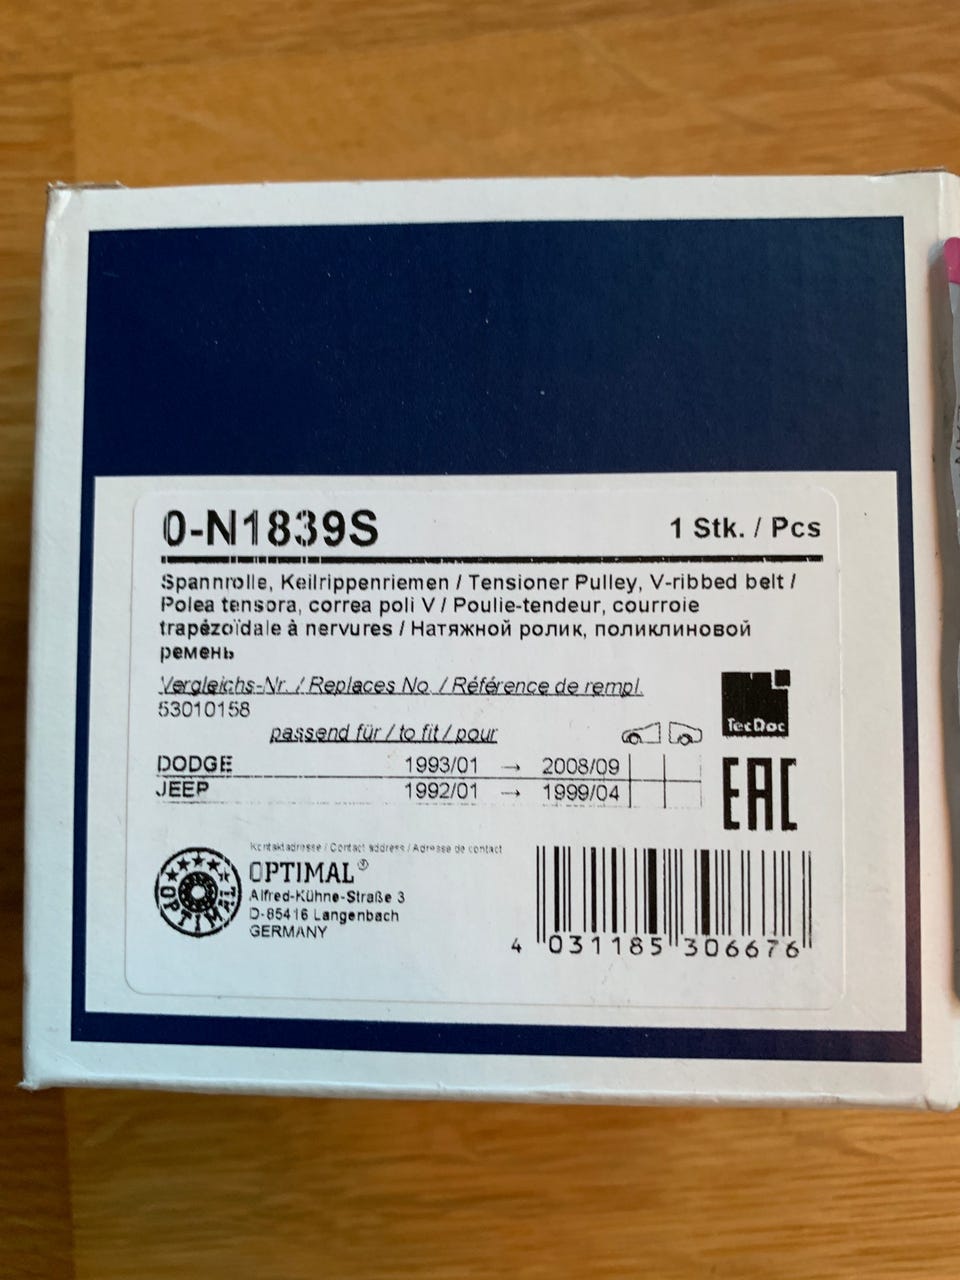 0-N1839S
1 Stk. / Pcs
Spannrolle, Keilrippenriemen / Tensioner Pulley, V-ribbed belt /
Polea tensora, correa poli V / Poulie-tendeur, courroie
trapézoïdale à nervures / Натяжной ролик, поликлиновой
ремень
Vergleichs-Nr. / Replaces No. / Référence de rempl.
53010158
passend für / to fit / pour
TecDoc
DODGE 1993/01 → 2008/09
JEEP 1992/01 → 1999/04
EAC
Kontaktadresse / Contact address / Adresse de contact
OPTIMAL®
Alfred-Kühne-Straße 3
D-85416 Langenbach
GERMANY
OPTIMAL
4 031185 306676